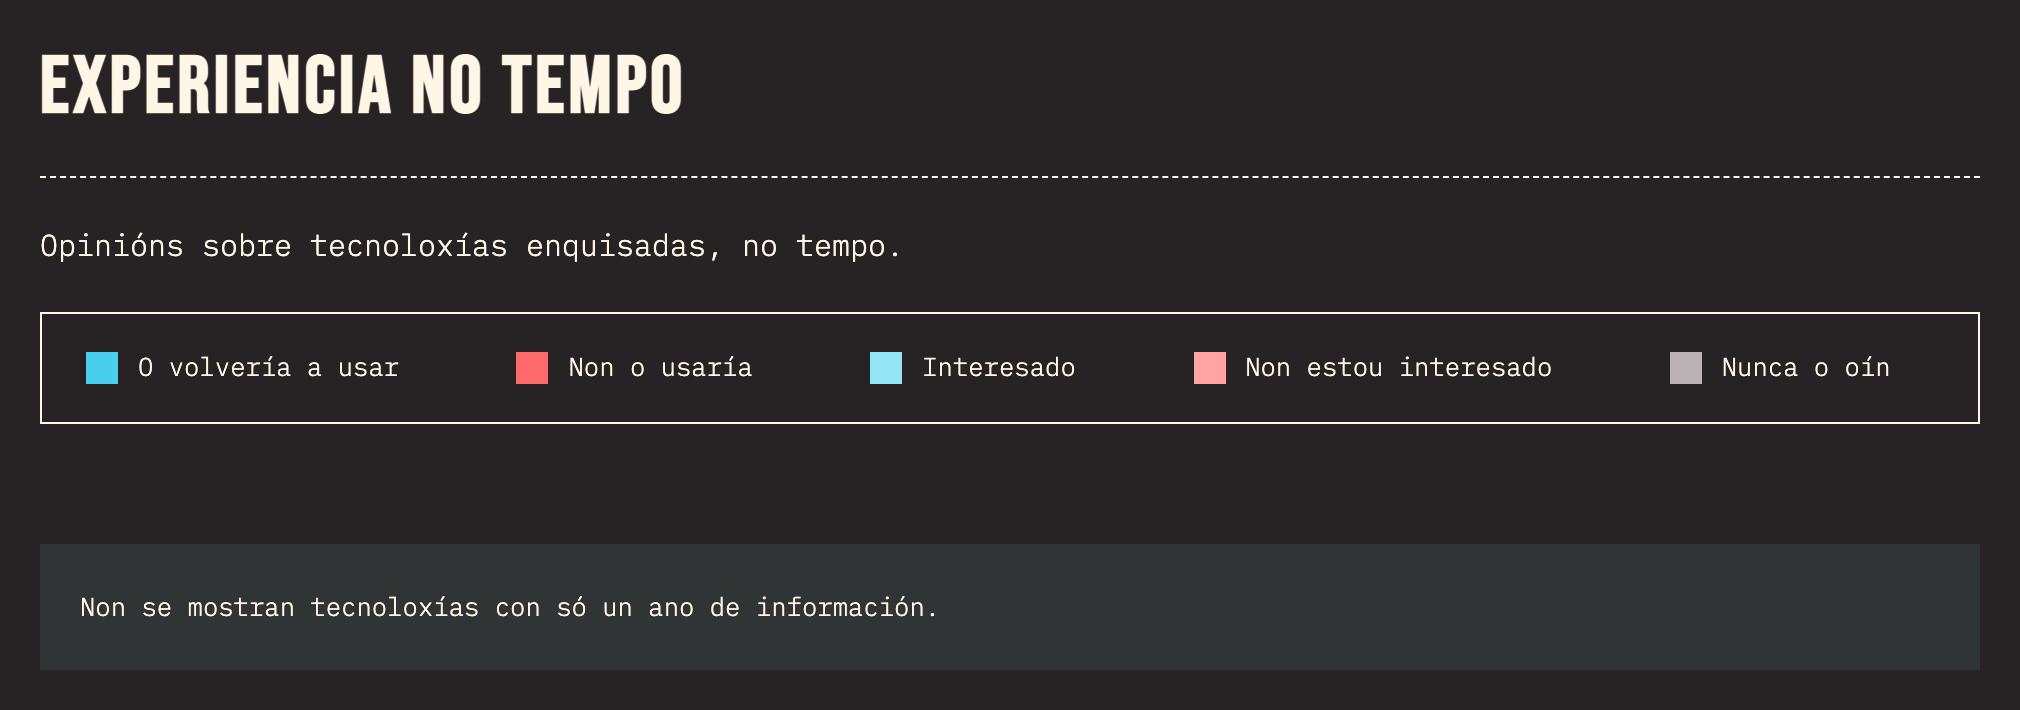 EXPERIENCIA NO TEMPO
Opinións sobre tecnoloxías enquisadas, no tempo.
O volvería a usar
Non o usaría
Interesado
Non estou interesado
Nunca o oín
Non se mostran tecnoloxías con só un ano de información.